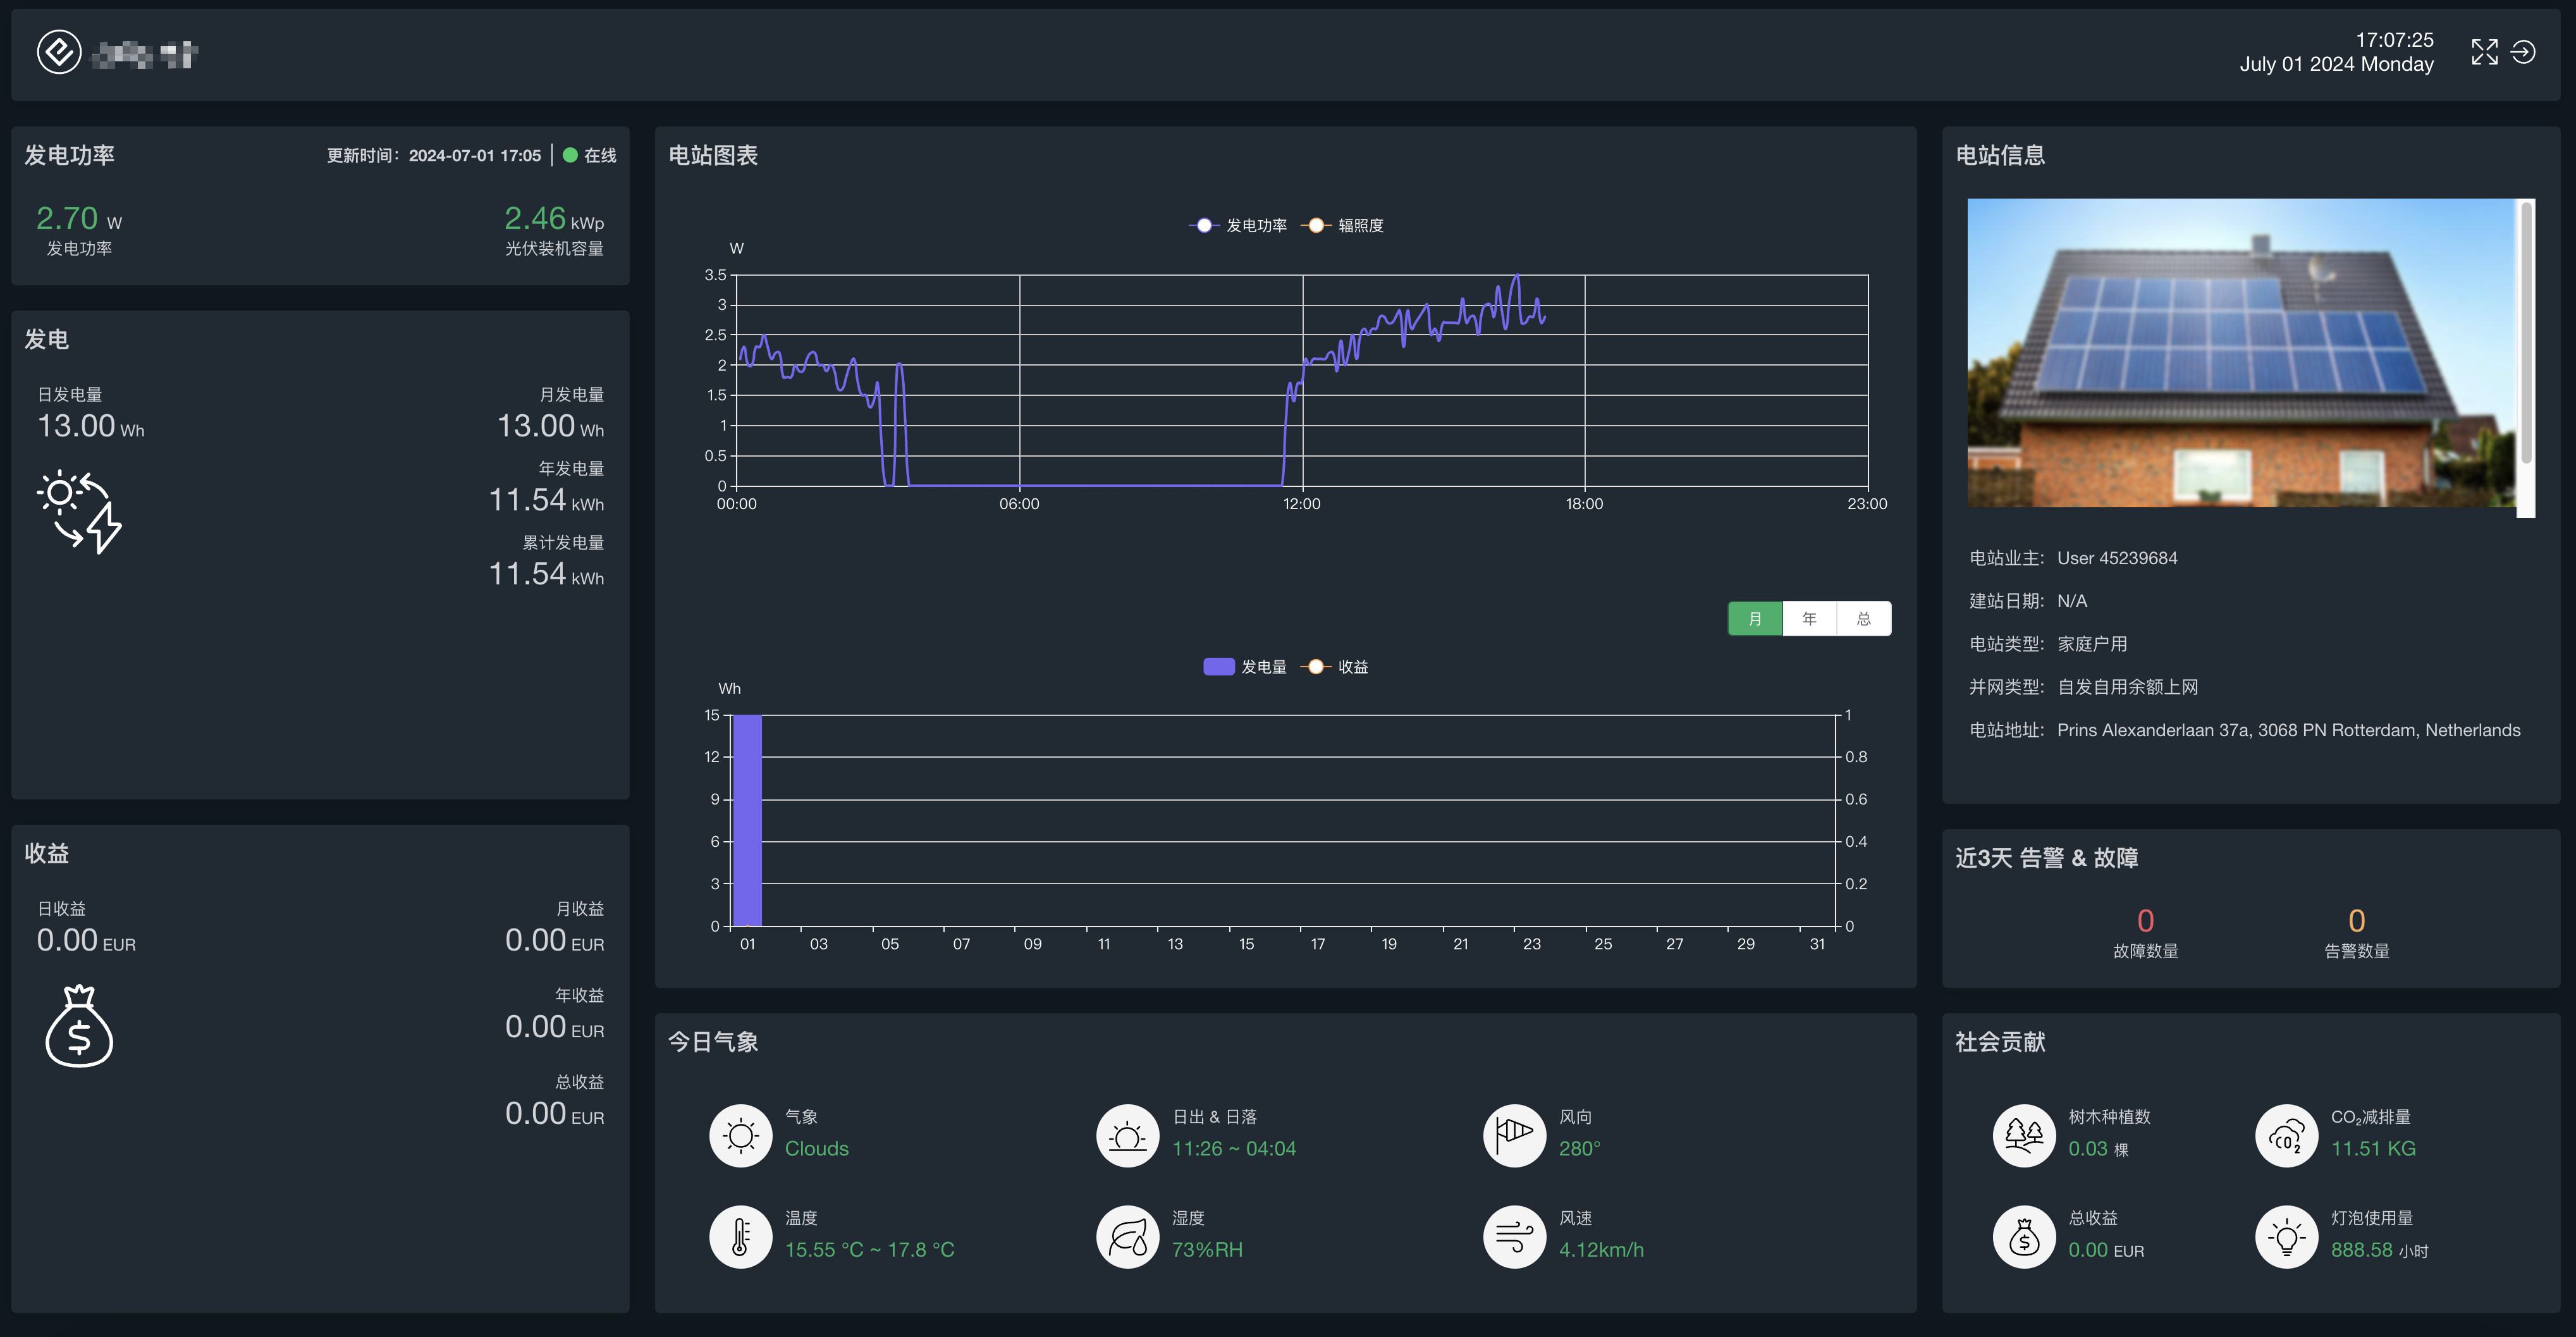 17:07:25
July 01 2024 Monday
发电功率
更新时间：2024-07-01 17:05
在线
2.70 W
发电功率
2.46 kWp
光伏装机容量
发电
日发电量
13.00 Wh
月发电量
13.00 Wh
年发电量
11.54 kWh
累计发电量
11.54 kWh
收益
日收益
0.00 EUR
月收益
0.00 EUR
年收益
0.00 EUR
总收益
0.00 EUR
电站图表
发电功率 辐照度
W
3.5
3
2.5
2
1.5
1
0.5
0
00:00 06:00 12:00 18:00 23:00
月 年 总
发电量 收益
Wh
15 1
12 0.8
9 0.6
6 0.4
3 0.2
0 0
01 03 05 07 09 11 13 15 17 19 21 23 25 27 29 31
今日气象
气象
Clouds
日出 & 日落
11:26 ~ 04:04
风向
280°
温度
15.55 °C ~ 17.8 °C
湿度
73%RH
风速
4.12km/h
电站信息
电站业主: User 45239684
建站日期: N/A
电站类型: 家庭户用
并网类型: 自发自用余额上网
电站地址: Prins Alexanderlaan 37a, 3068 PN Rotterdam, Netherlands
近3天 告警 & 故障
0
故障数量
0
告警数量
社会贡献
树木种植数
0.03 棵
CO₂减排量
11.51 KG
总收益
0.00 EUR
灯泡使用量
888.58 小时